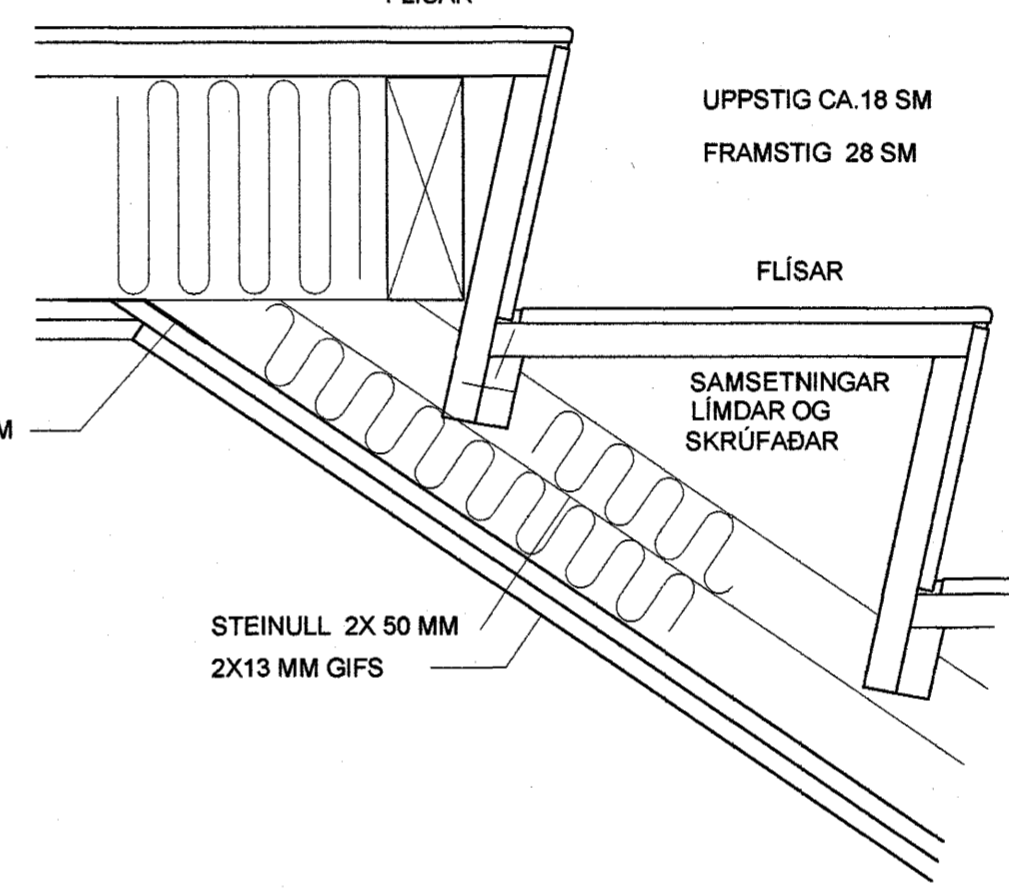 FLÍSAR
UPPSTIG CA.18 SM
FRAMSTIG 28 SM
FLÍSAR
SAMSETNINGAR
LÍMDAR OG
SKRÚFAÐAR
M
STEINULL 2X 50 MM
2X13 MM GIFS